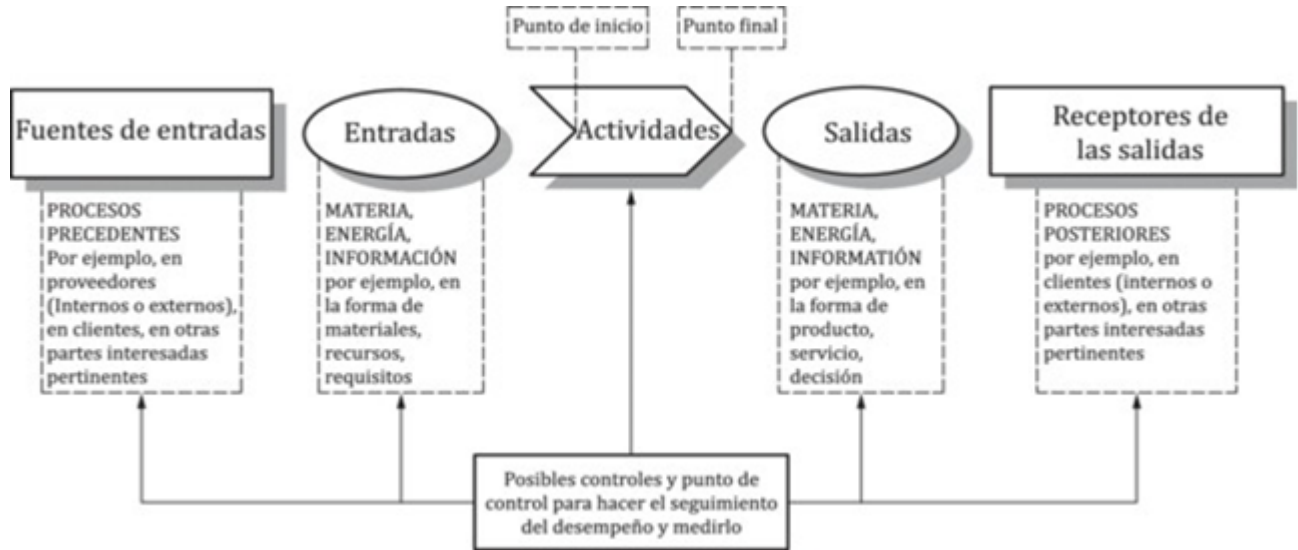 Punto de inicio
Punto final
Fuentes de entradas
Entradas
Actividades
Salidas
Receptores de
las salidas
PROCESOS
PRECEDENTES
Por ejemplo, en
proveedores
(Internos o externos),
en clientes, en otras
partes interesadas
pertinentes
MATERIA,
ENERGÍA,
INFORMACIÓN
por ejemplo, en
la forma de
materiales,
recursos,
requisitos
MATERIA,
ENERGÍA,
INFORMATIÓN
por ejemplo, en
la forma de
producto,
servicio,
decisión
PROCESOS
POSTERIORES
por ejemplo, en
clientes (internos o
externos), en otras
partes interesadas
pertinentes
Posibles controles y punto de
control para hacer el seguimiento
del desempeño y medirlo